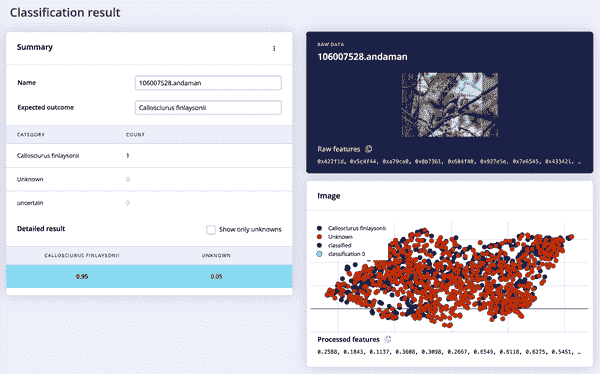 Classification result
Summary
Name
106007528.andaman
Expected outcome
Callosciurus finlaysonii
CATEGORY
COUNT
Callosciurus finlaysonii
1
Unknown
0
uncertain
0
Detailed result
Show only unknowns
CALLOSCIURUS FINLAYSONII
UNKNOWN
0.95
0.05
RAW DATA
106007528.andaman
Raw features
0x422f1d, 0x5c4f44, 0xa79ca0, 0x8b7361, 0x604f40, 0x927e5e, 0x7e6545, 0x433421, …
Image
Callosciurus finlaysonii
Unknows
classified
classification 0
Processed features
0.2588, 0.1843, 0.1137, 0.3608, 0.3098, 0.2667, 0.6549, 0.6118, 0.6275, 0.5451, …